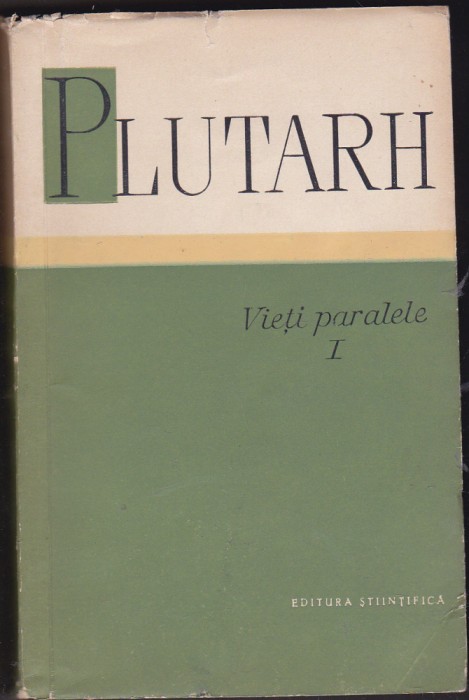 PLUTARH
Vieți paralele
I
EDITURA ȘTIINȚIFICĂ